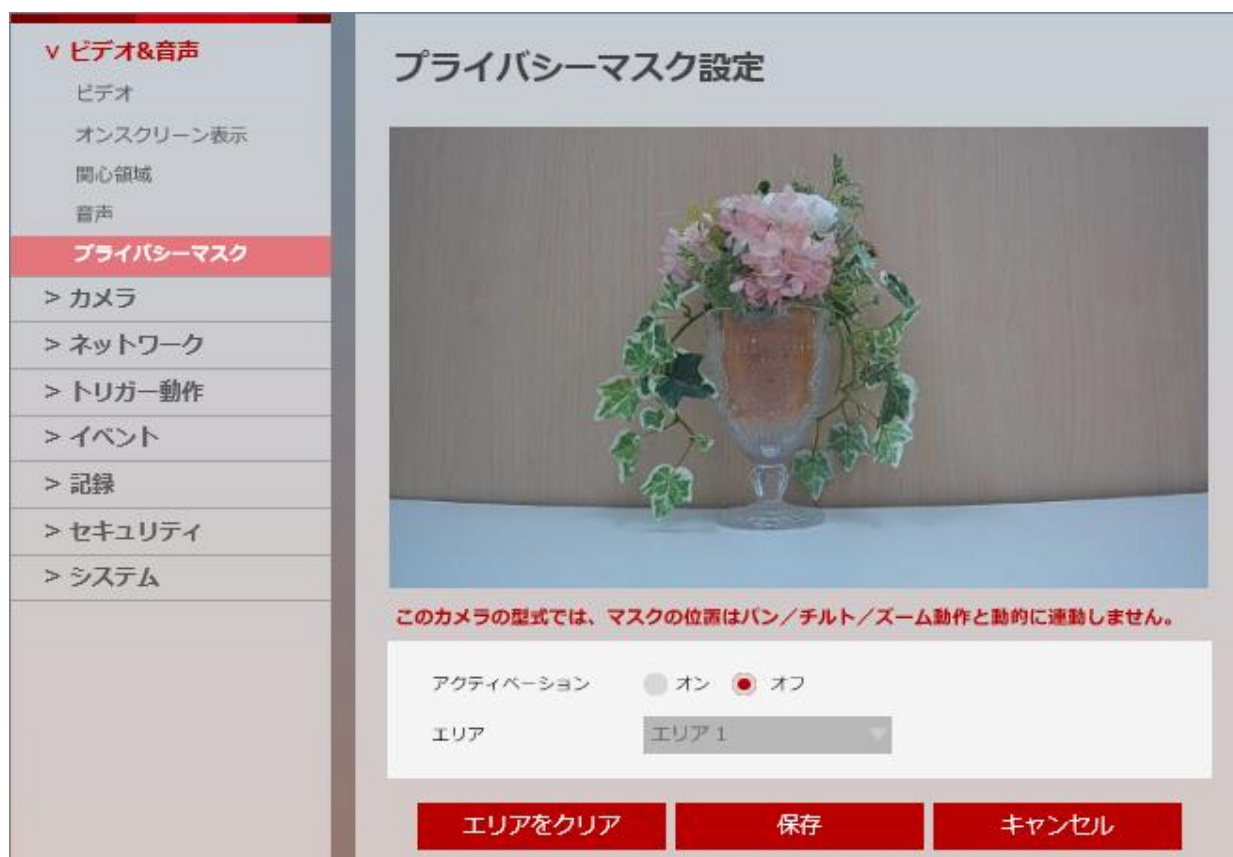 ∨ ビデオ&音声
ビデオ
オンスクリーン表示
関心領域
音声
プライバシーマスク
> カメラ
> ネットワーク
> トリガー動作
> イベント
> 記録
> セキュリティ
> システム
プライバシーマスク設定
このカメラの型式では、マスクの位置はパン／チルト／ズーム動作と動的に連動しません。
アクティベーション オン オフ
エリア エリア 1
エリアをクリア 保存 キャンセル